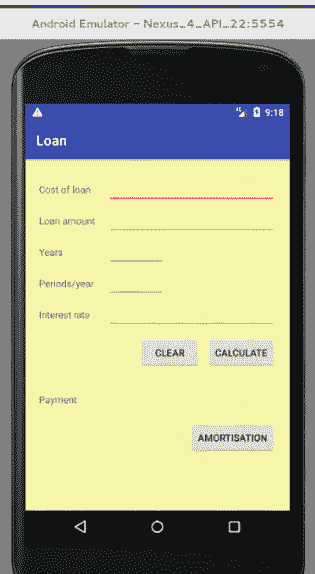 Android Emulator - Nexus_4_API_22:5554
9:18
Loan
Cost of loan
Loan amount
Years
Periods/year
Interest rate
CLEAR CALCULATE
Payment
AMORTISATION